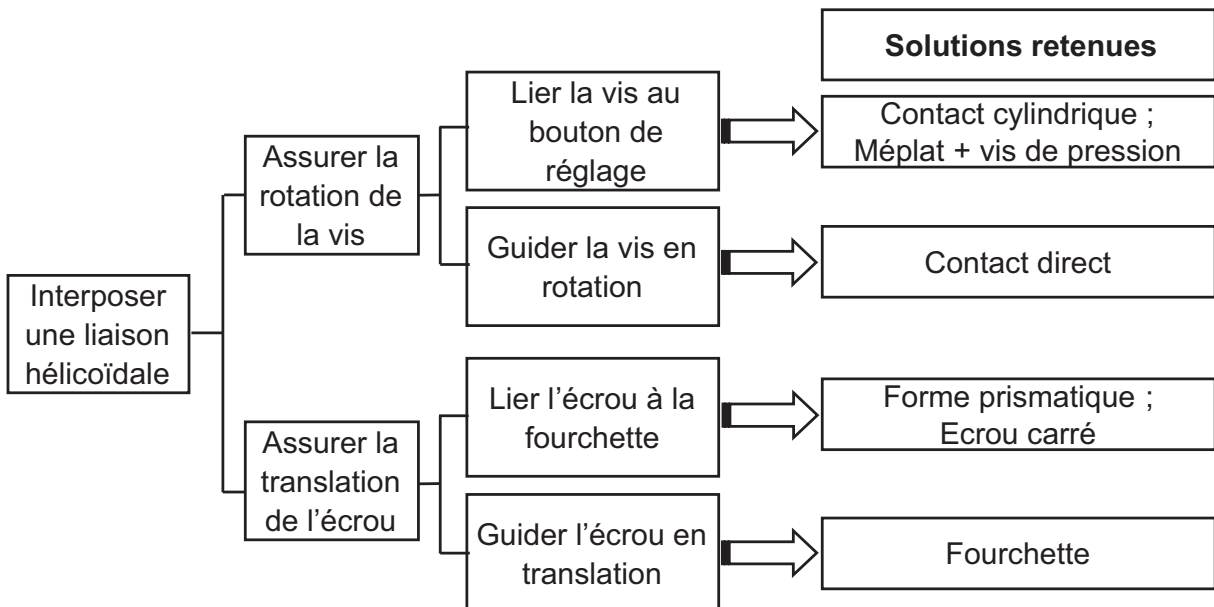 Solutions retenues
Interposer
une liaison
hélicoïdale
Assurer la
rotation de
la vis
Lier la vis au
bouton de
réglage
Contact cylindrique ;
Méplat + vis de pression
Guider la vis en
rotation
Contact direct
Assurer la
translation
de l’écrou
Lier l’écrou à la
fourchette
Forme prismatique ;
Ecrou carré
Guider l’écrou en
translation
Fourchette